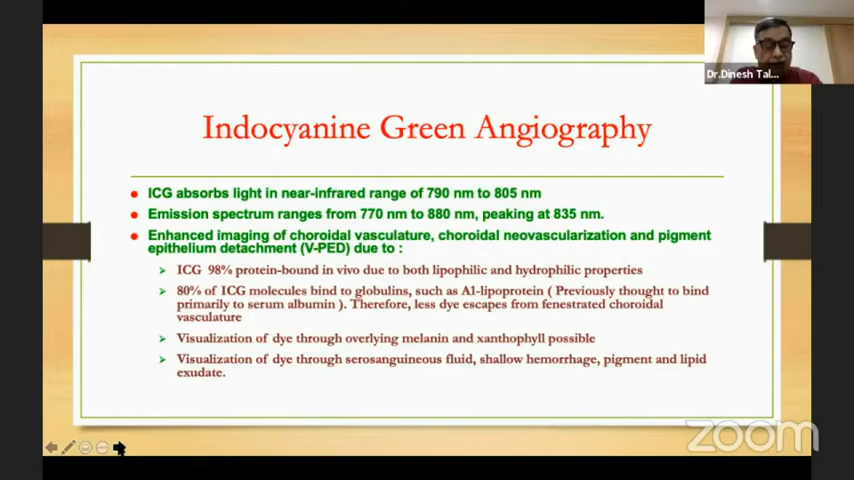 Dr.Dinesh Tal...
Indocyanine Green Angiography
ICG absorbs light in near-infrared range of 790 nm to 805 nm
Emission spectrum ranges from 770 nm to 880 nm, peaking at 835 nm.
Enhanced imaging of choroidal vasculature, choroidal neovascularization and pigment
epithelium detachment (V-PED) due to :
ICG 98% protein-bound in vivo due to both lipophilic and hydrophilic properties
80% of ICG molecules bind to globulins, such as A1-lipoprotein ( Previously thought to bind
primarily to serum albumin ). Therefore, less dye escapes from fenestrated choroidal
vasculature
Visualization of dye through overlying melanin and xanthophyll possible
Visualization of dye through serosanguineous fluid, shallow hemorrhage, pigment and lipid
exudate.
zoom